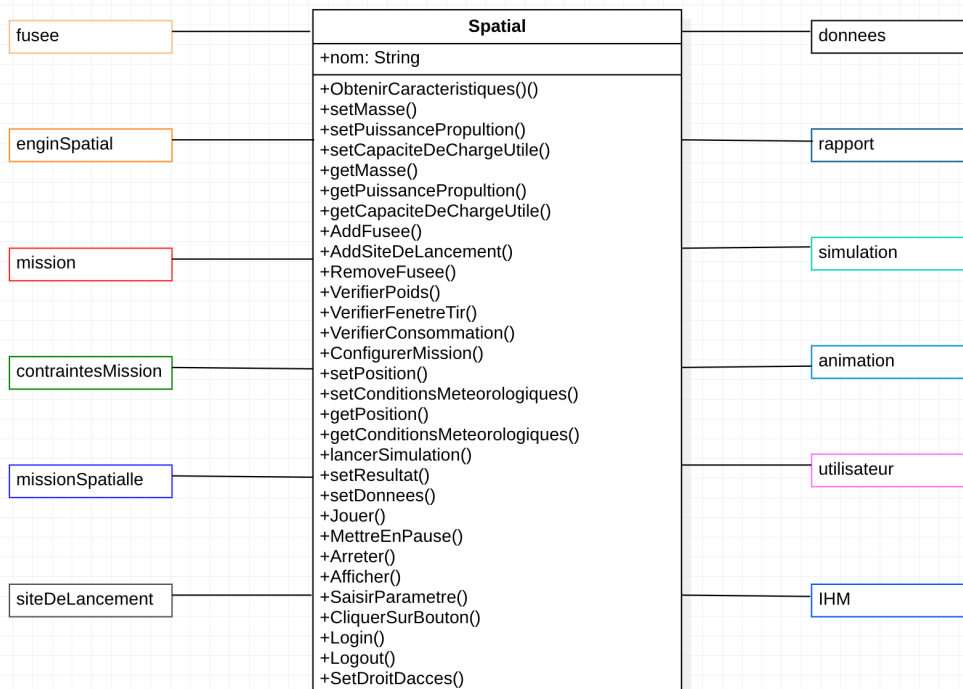 fusee
enginSpatial
mission
contraintesMission
missionSpatialle
siteDeLancement
Spatial
+nom: String
+ObtenirCaracteristiques()()
+setMasse()
+setPuissancePropultion()
+setCapaciteDeChargeUtile()
+getMasse()
+getPuissancePropultion()
+getCapaciteDeChargeUtile()
+AddFusee()
+AddSiteDeLancement()
+RemoveFusee()
+VerifierPoids()
+VerifierFenetreTir()
+VerifierConsommation()
+ConfigurerMission()
+setPosition()
+setConditionsMeteorologiques()
+getPosition()
+getConditionsMeteorologiques()
+lancerSimulation()
+setResultat()
+setDonnees()
+Jouer()
+MettreEnPause()
+Arreter()
+Afficher()
+SaisirParametre()
+CliquerSurBouton()
+Login()
+Logout()
+SetDroitDacces()
donnees
rapport
simulation
animation
utilisateur
IHM